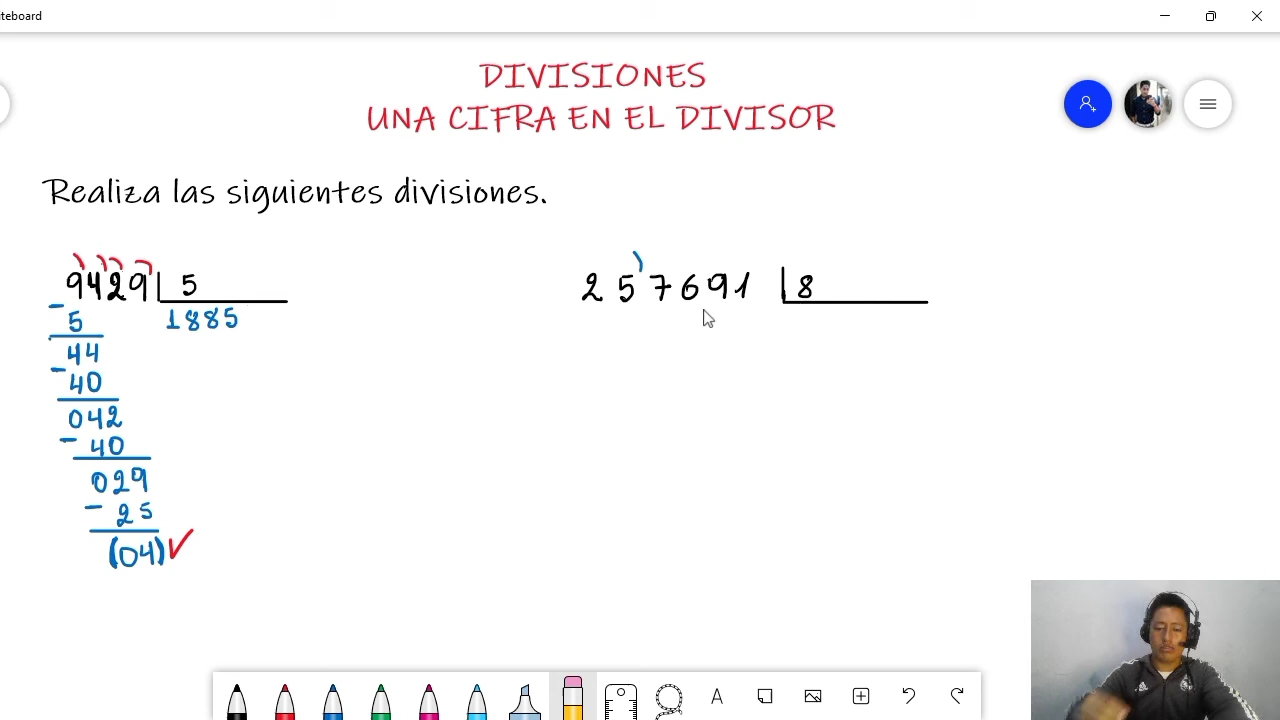 iteboard
DIVISIONES
UNA CIFRA EN EL DIVISOR
Realiza las siguientes divisiones.
9429 5
- 5 1885
44
- 40
042
- 40
029
- 25
(04)✓
257691 8
A